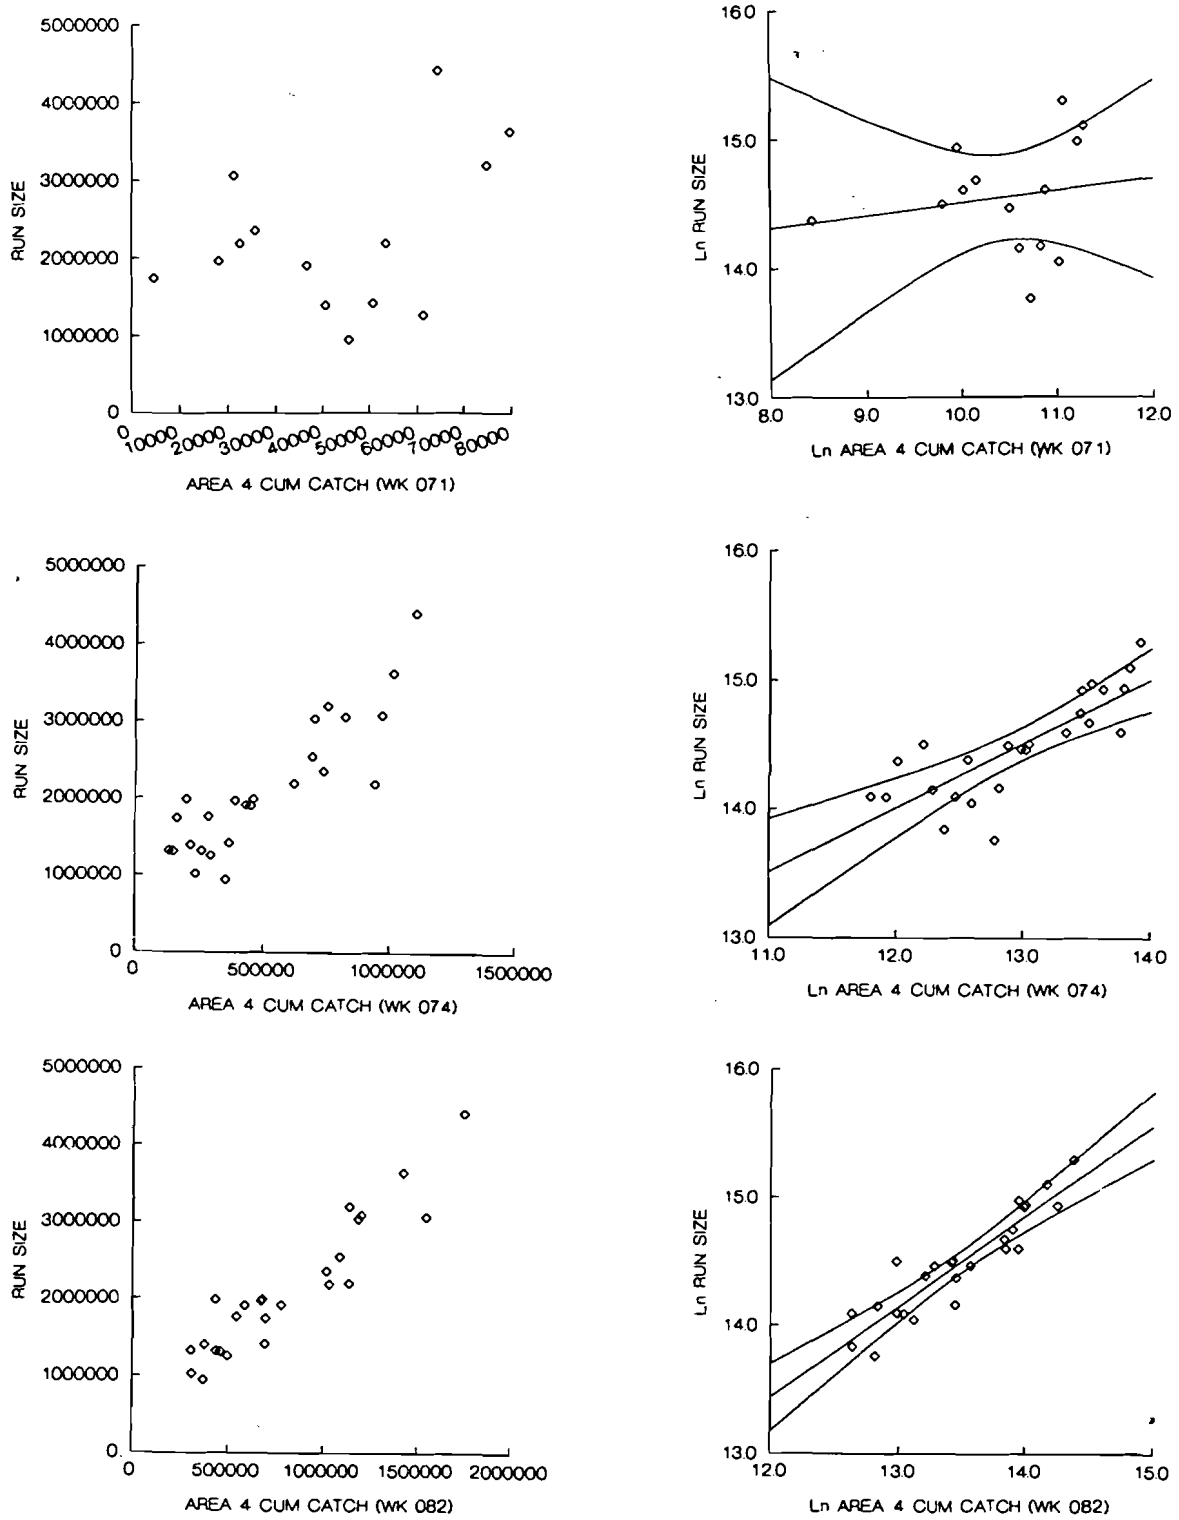 5000000
4000000
3000000
2000000
1000000
0
RUN SIZE
0 10000 20000 30000 40000 50000 60000 70000 80000
AREA 4 CUM CATCH (WK 071)
16.0
15.0
14.0
13.0
Ln RUN SIZE
8.0 9.0 10.0 11.0 12.0
Ln AREA 4 CUM CATCH (WK 071)
5000000
4000000
3000000
2000000
1000000
0
RUN SIZE
0 500000 1000000 1500000
AREA 4 CUM CATCH (WK 074)
16.0
15.0
14.0
13.0
Ln RUN SIZE
11.0 12.0 13.0 14.0
Ln AREA 4 CUM CATCH (WK 074)
5000000
4000000
3000000
2000000
1000000
0
RUN SIZE
0 500000 1000000 1500000 2000000
AREA 4 CUM CATCH (WK 082)
16.0
15.0
14.0
13.0
Ln RUN SIZE
12.0 13.0 14.0 15.0
Ln AREA 4 CUM CATCH (WK 082)